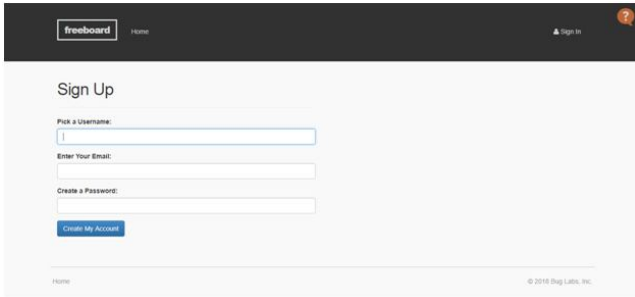 freeboard Home Sign In
?
Sign Up
Pick a Username:
Enter Your Email:
Create a Password:
Create My Account
Home © 2018 Bug Labs, Inc.